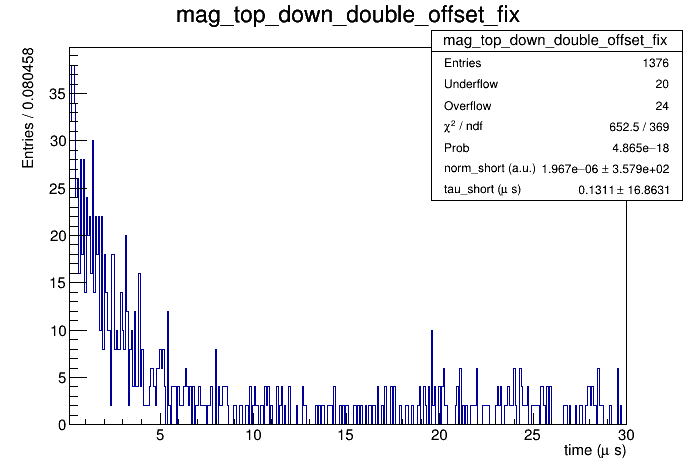 mag_top_down_double_offset_fix
mag_top_down_double_offset_fix
Entries 1376
Underflow 20
Overflow 24
χ² / ndf 652.5 / 369
Prob 4.865e−18
norm_short (a.u.) 1.967e−06 ± 3.579e+02
tau_short (μ s) 0.1311 ± 16.8631
Entries / 0.080458
35
30
25
20
15
10
5
0
5 10 15 20 25 30
time (μ s)